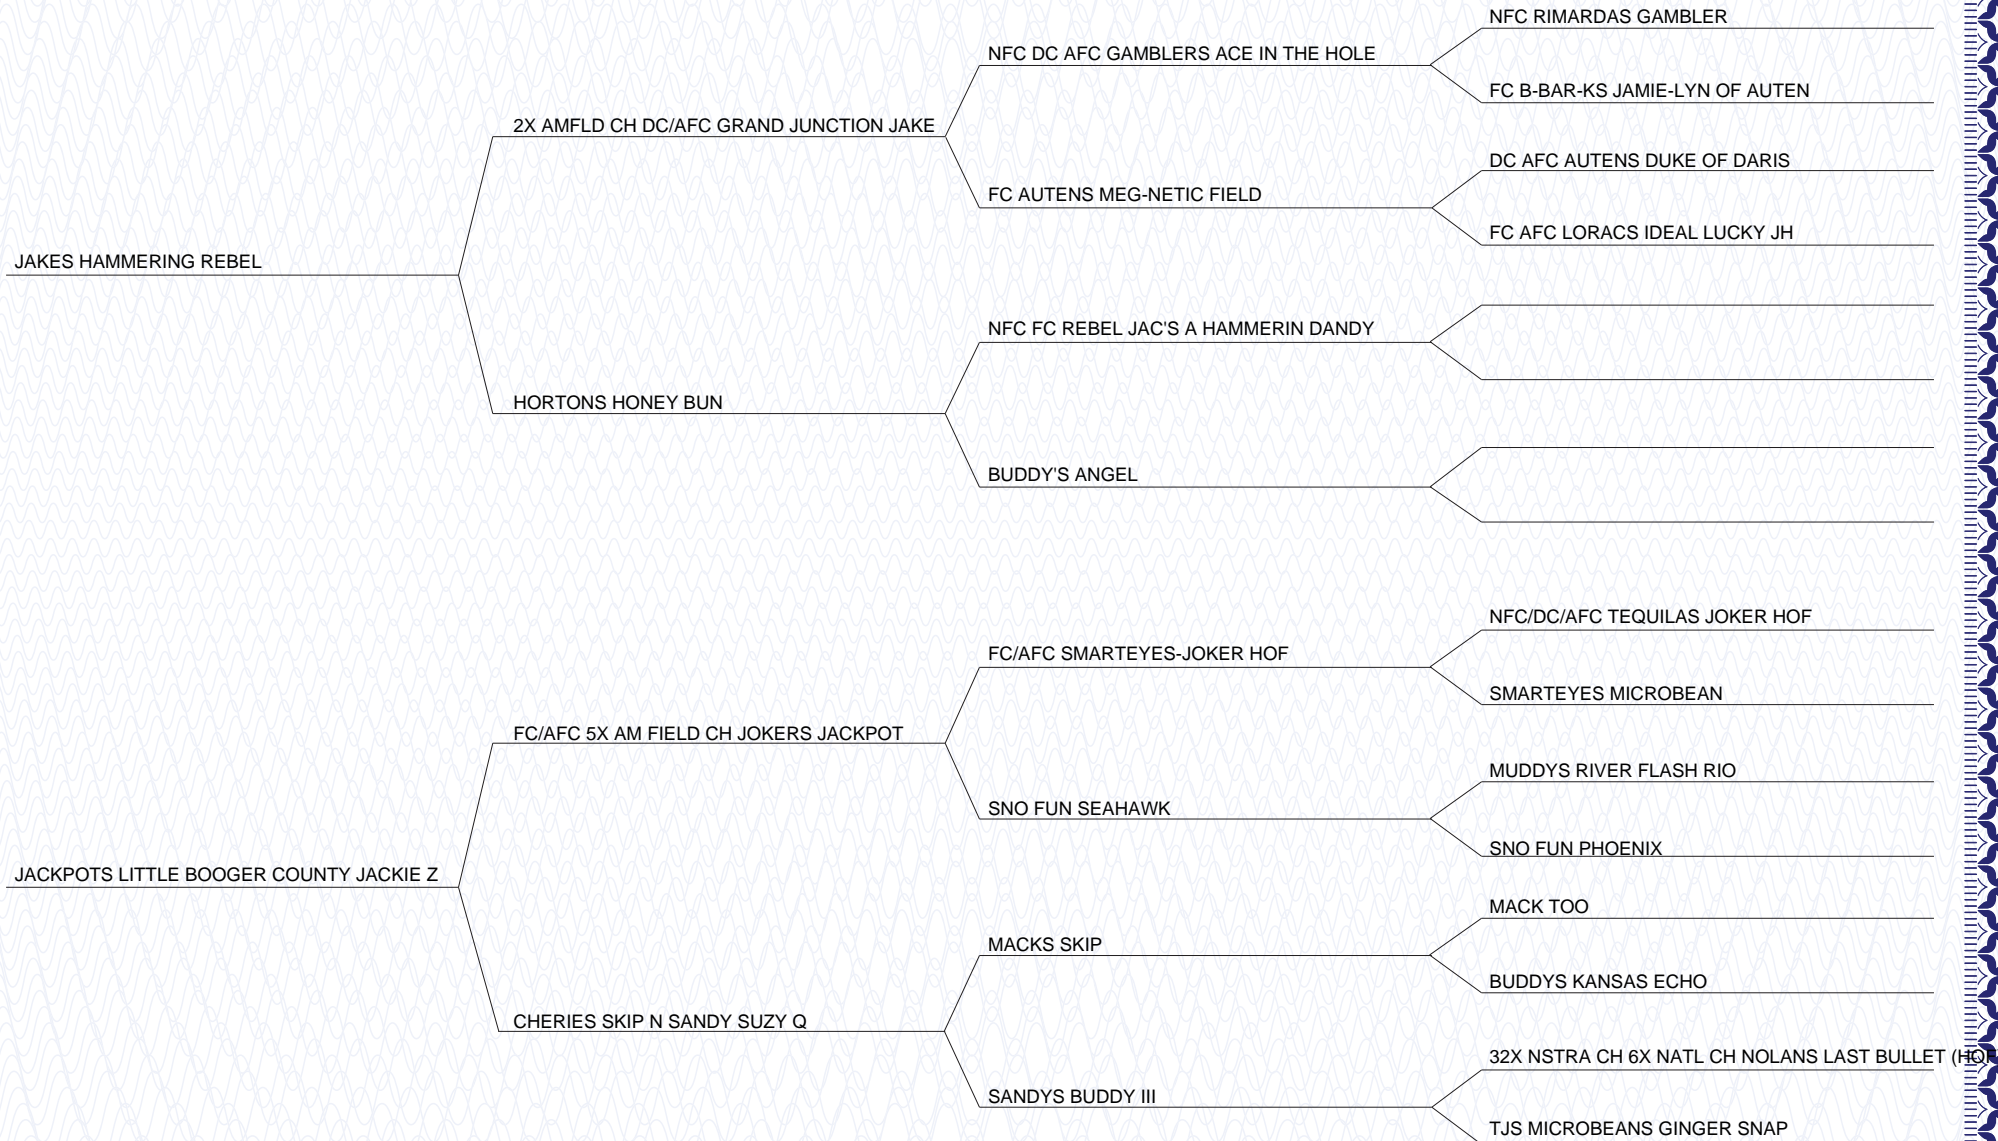 NFC RIMARDAS GAMBLER
NFC DC AFC GAMBLERS ACE IN THE HOLE
FC B-BAR-KS JAMIE-LYN OF AUTEN
2X AMFLD CH DC/AFC GRAND JUNCTION JAKE
DC AFC AUTENS DUKE OF DARIS
FC AUTENS MEG-NETIC FIELD
FC AFC LORACS IDEAL LUCKY JH
JAKES HAMMERING REBEL
NFC FC REBEL JAC'S A HAMMERIN DANDY
HORTONS HONEY BUN
BUDDY'S ANGEL
NFC/DC/AFC TEQUILAS JOKER HOF
FC/AFC SMARTEYES-JOKER HOF
SMARTEYES MICROBEAN
FC/AFC 5X AM FIELD CH JOKERS JACKPOT
MUDDYS RIVER FLASH RIO
SNO FUN SEAHAWK
SNO FUN PHOENIX
JACKPOTS LITTLE BOOGER COUNTY JACKIE Z
MACK TOO
MACKS SKIP
BUDDYS KANSAS ECHO
CHERIES SKIP N SANDY SUZY Q
32X NSTRA CH 6X NATL CH NOLANS LAST BULLET (HOF
SANDYS BUDDY III
TJS MICROBEANS GINGER SNAP